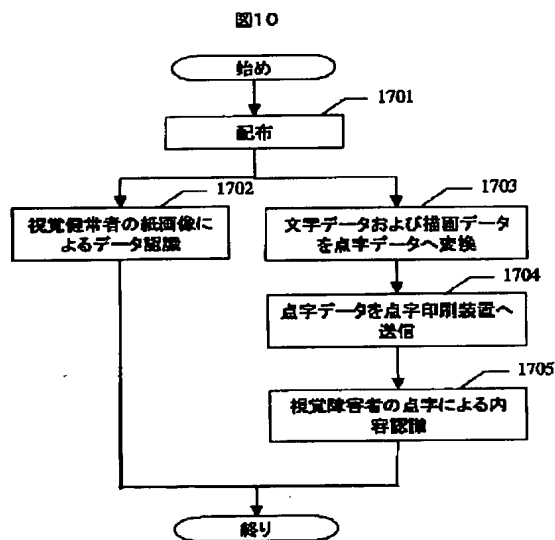 図10
始め
1701
配布
1702
視覚健常者の紙画像に
よるデータ認識
1703
文字データおよび描画データ
を点字データへ変換
1704
点字データを点字印刷装置へ
送信
1705
視覚障害者の点字による内
容認識
終り